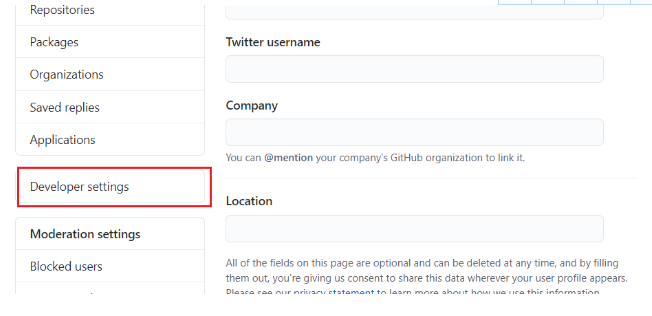 Repositories
Packages
Organizations
Saved replies
Applications
Developer settings
Moderation settings
Blocked users
Twitter username
Company
You can @mention your company's GitHub organization to link it.
Location
All of the fields on this page are optional and can be deleted at any time, and by filling
them out, you're giving us consent to share this data wherever your user profile appears.
Please see our privacy statement to learn more about how we use this information.